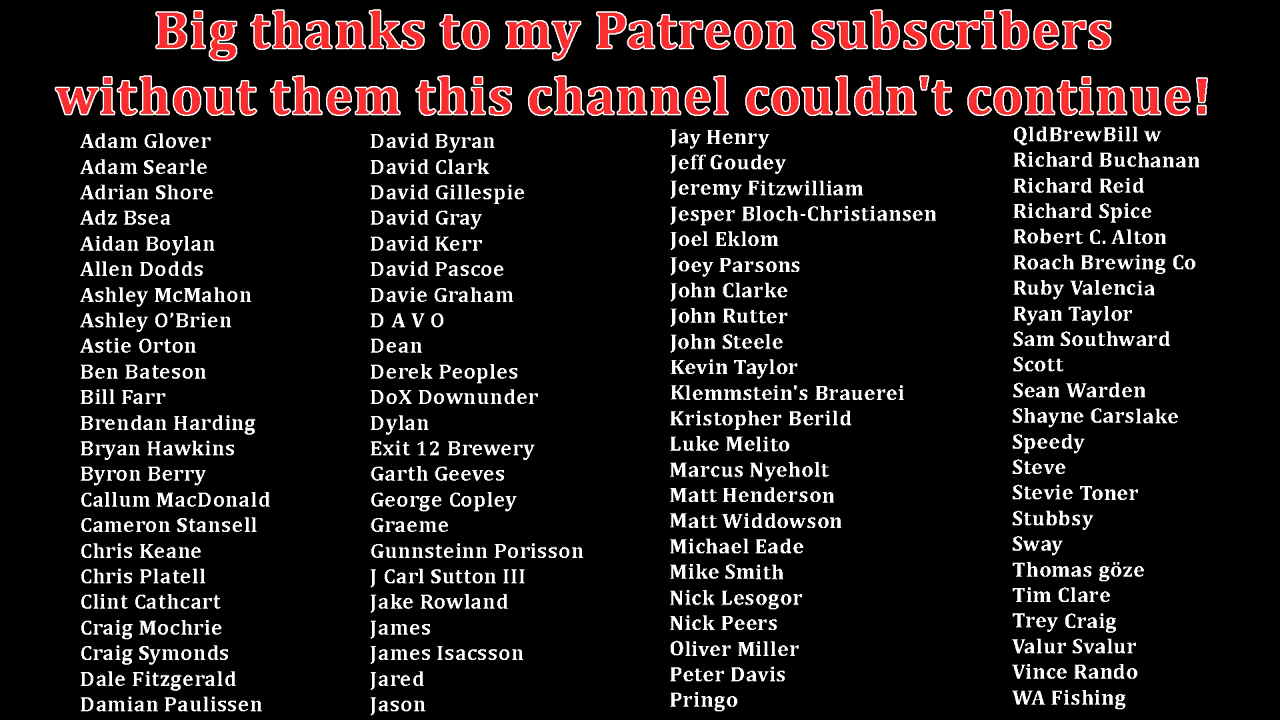 Big thanks to my Patreon subscribers
without them this channel couldn't continue!
Adam Glover
Adam Searle
Adrian Shore
Adz Bsea
Aidan Boylan
Allen Dodds
Ashley McMahon
Ashley O’Brien
Astie Orton
Ben Bateson
Bill Farr
Brendan Harding
Bryan Hawkins
Byron Berry
Callum MacDonald
Cameron Stansell
Chris Keane
Chris Platell
Clint Cathcart
Craig Mochrie
Craig Symonds
Dale Fitzgerald
Damian Paulissen
David Byran
David Clark
David Gillespie
David Gray
David Kerr
David Pascoe
Davie Graham
D A V O
Dean
Derek Peoples
DoX Downunder
Dylan
Exit 12 Brewery
Garth Geeves
George Copley
Graeme
Gunnsteinn Porisson
J Carl Sutton III
Jake Rowland
James
James Isacsson
Jared
Jason
Jay Henry
Jeff Goudey
Jeremy Fitzwilliam
Jesper Bloch-Christiansen
Joel Eklom
Joey Parsons
John Clarke
John Rutter
John Steele
Kevin Taylor
Klemmstein's Brauerei
Kristopher Berild
Luke Melito
Marcus Nyeholt
Matt Henderson
Matt Widdowson
Michael Eade
Mike Smith
Nick Lesogor
Nick Peers
Oliver Miller
Peter Davis
Pringo
QldBrewBill w
Richard Buchanan
Richard Reid
Richard Spice
Robert C. Alton
Roach Brewing Co
Ruby Valencia
Ryan Taylor
Sam Southward
Scott
Sean Warden
Shayne Carslake
Speedy
Steve
Stevie Toner
Stubbsy
Sway
Thomas göze
Tim Clare
Trey Craig
Valur Svalur
Vince Rando
WA Fishing